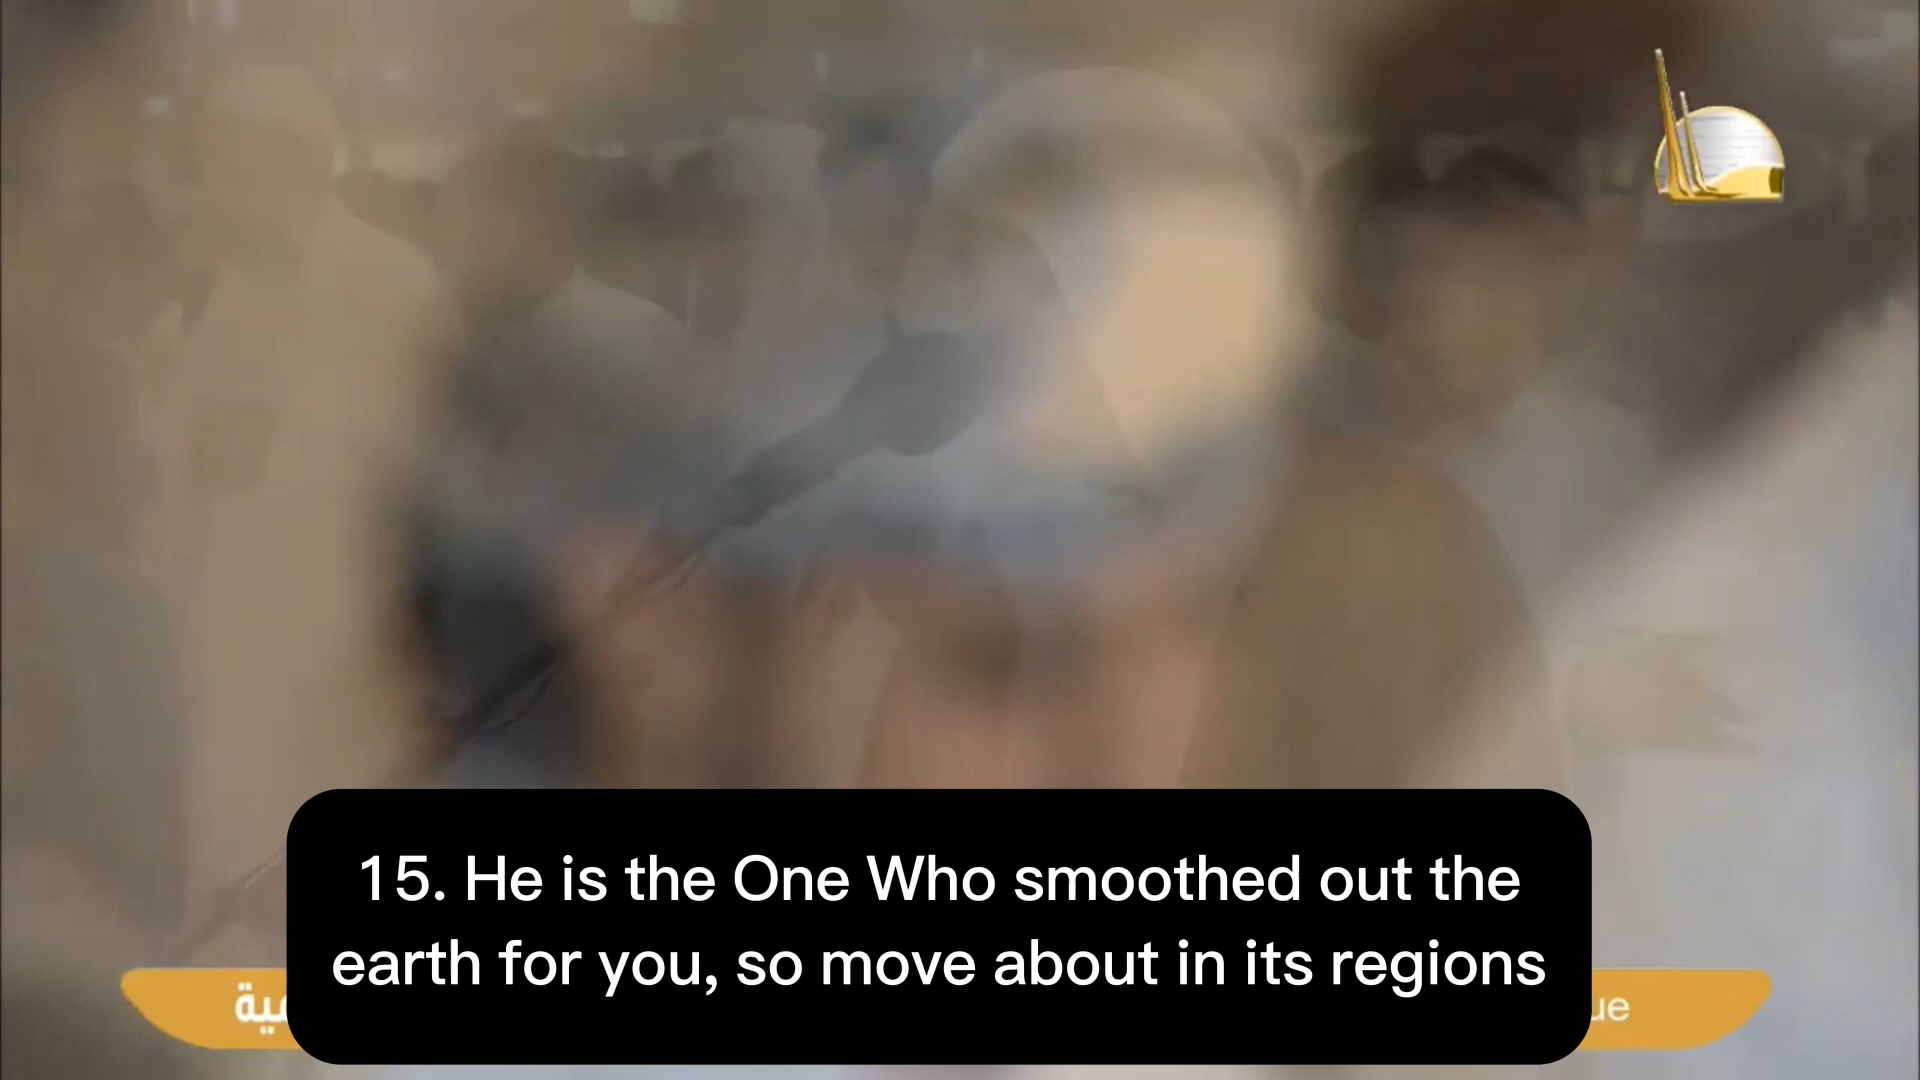 15. He is the One Who smoothed out the
earth for you, so move about in its regions